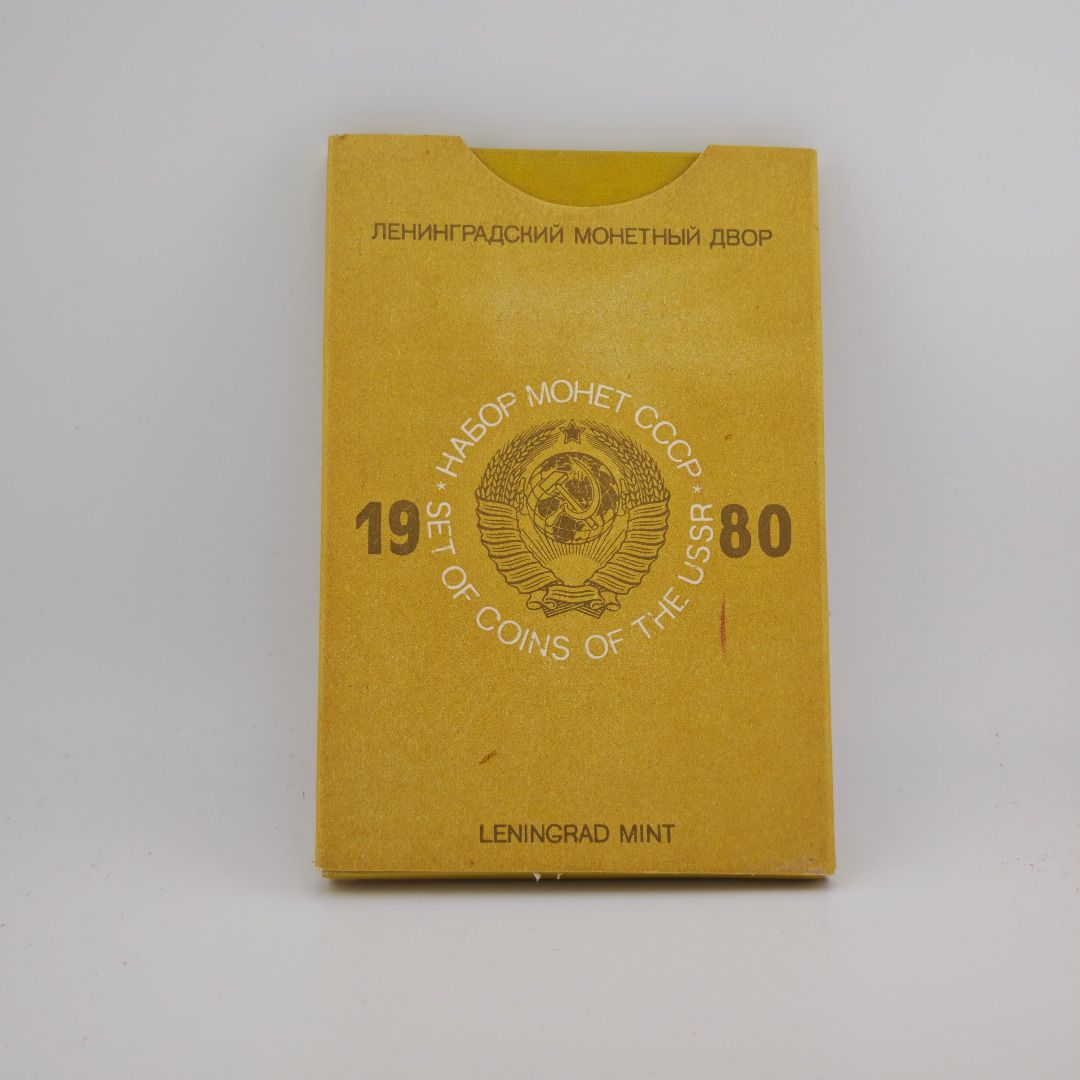 ЛЕНИНГРАДСКИЙ МОНЕТНЫЙ ДВОР
* НАБОР МОНЕТ СССР *
19 80
SET OF COINS OF THE USSR
LENINGRAD MINT